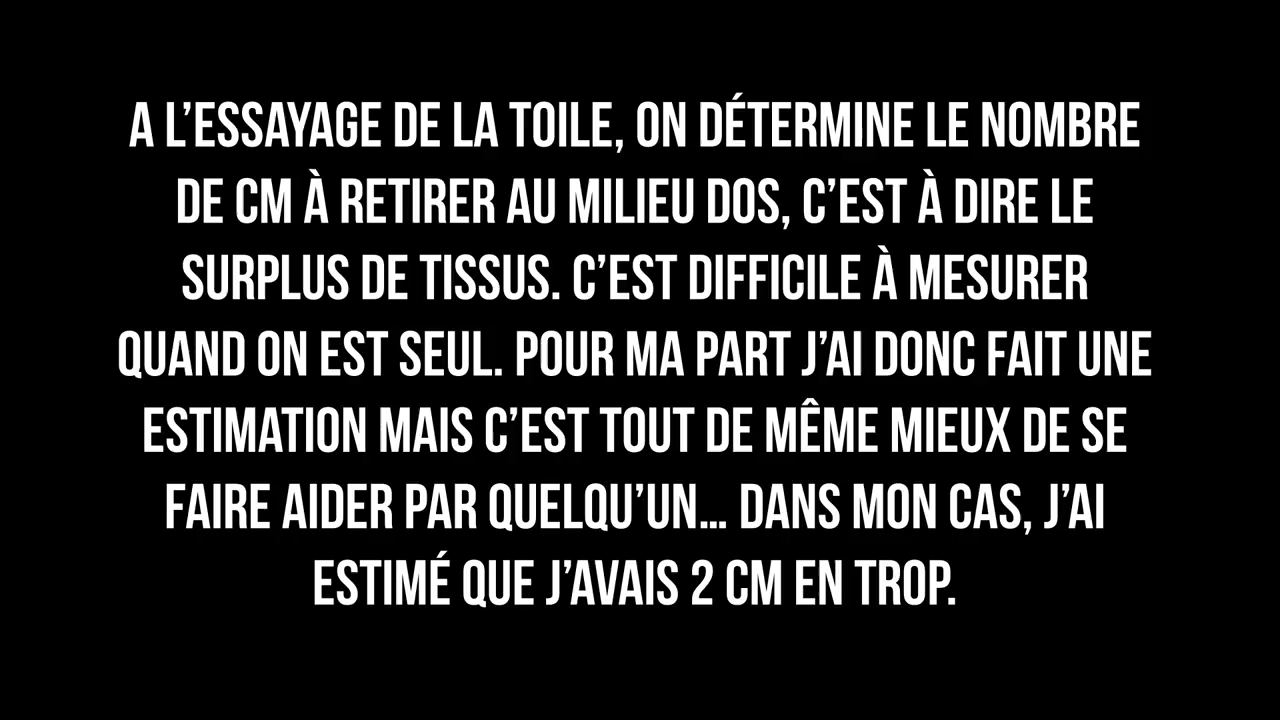 A L’ESSAYAGE DE LA TOILE, ON DÉTERMINE LE NOMBRE
DE CM À RETIRER AU MILIEU DOS, C’EST À DIRE LE
SURPLUS DE TISSUS. C’EST DIFFICILE À MESURER
QUAND ON EST SEUL. POUR MA PART J’AI DONC FAIT UNE
ESTIMATION MAIS C’EST TOUT DE MÊME MIEUX DE SE
FAIRE AIDER PAR QUELQU’UN... DANS MON CAS, J’AI
ESTIMÉ QUE J’AVAIS 2 CM EN TROP.